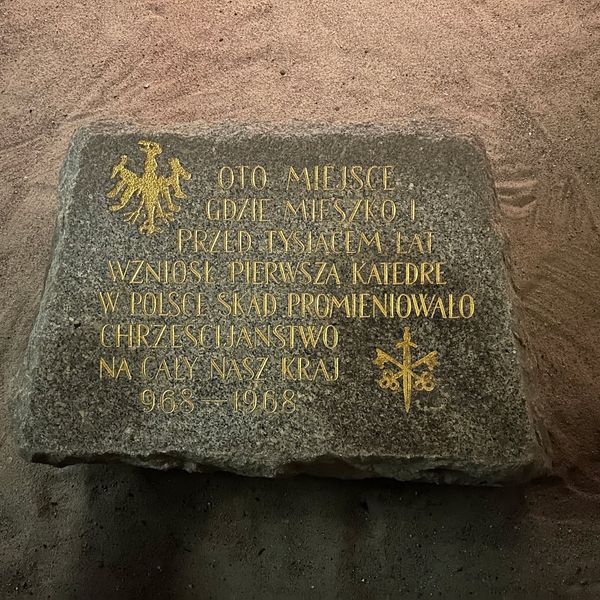 OTO MIEJSCE
GDZIE MIESZKO I
PRZED TYSIĄCEM LAT
WZNIÓSŁ PIERWSZĄ KATEDRĘ
W POLSCE SKĄD PROMIENIOWAŁO
CHRZEŚCIJAŃSTWO
NA CAŁY NASZ KRAJ
968 — 1968